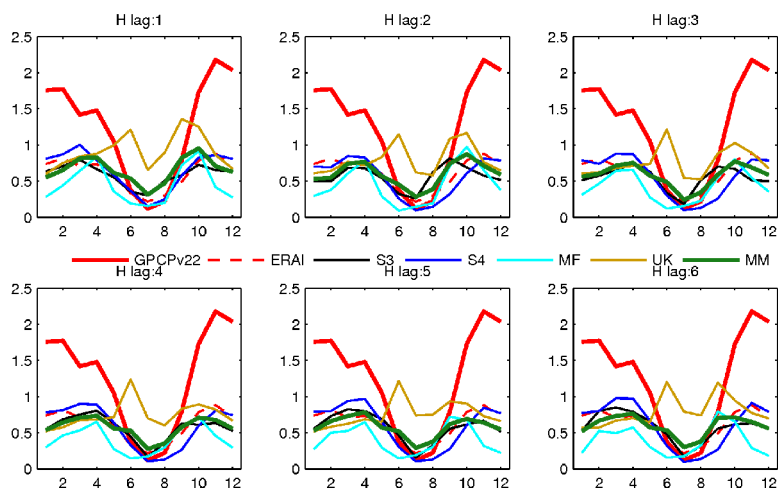 H lag:1 H lag:2 H lag:3
2.5 2.5 2.5
2 2 2
1.5 1.5 1.5
1 1 1
0.5 0.5 0.5
0 0 0
2 4 6 8 10 12 2 4 6 8 10 12 2 4 6 8 10 12
GPCPv22 ERAI S3 S4 MF UK MM
H lag:4 H lag:5 H lag:6
2.5 2.5 2.5
2 2 2
1.5 1.5 1.5
1 1 1
0.5 0.5 0.5
0 0 0
2 4 6 8 10 12 2 4 6 8 10 12 2 4 6 8 10 12